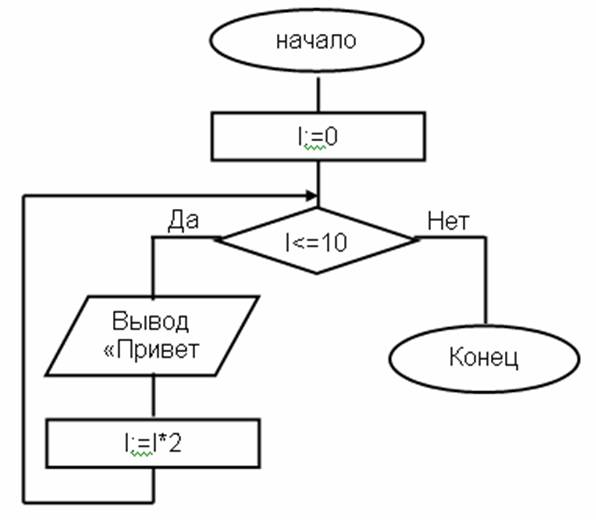 начало
I:=0
Да
Нет
I<=10
Вывод
«Привет
Конец
I:=I*2